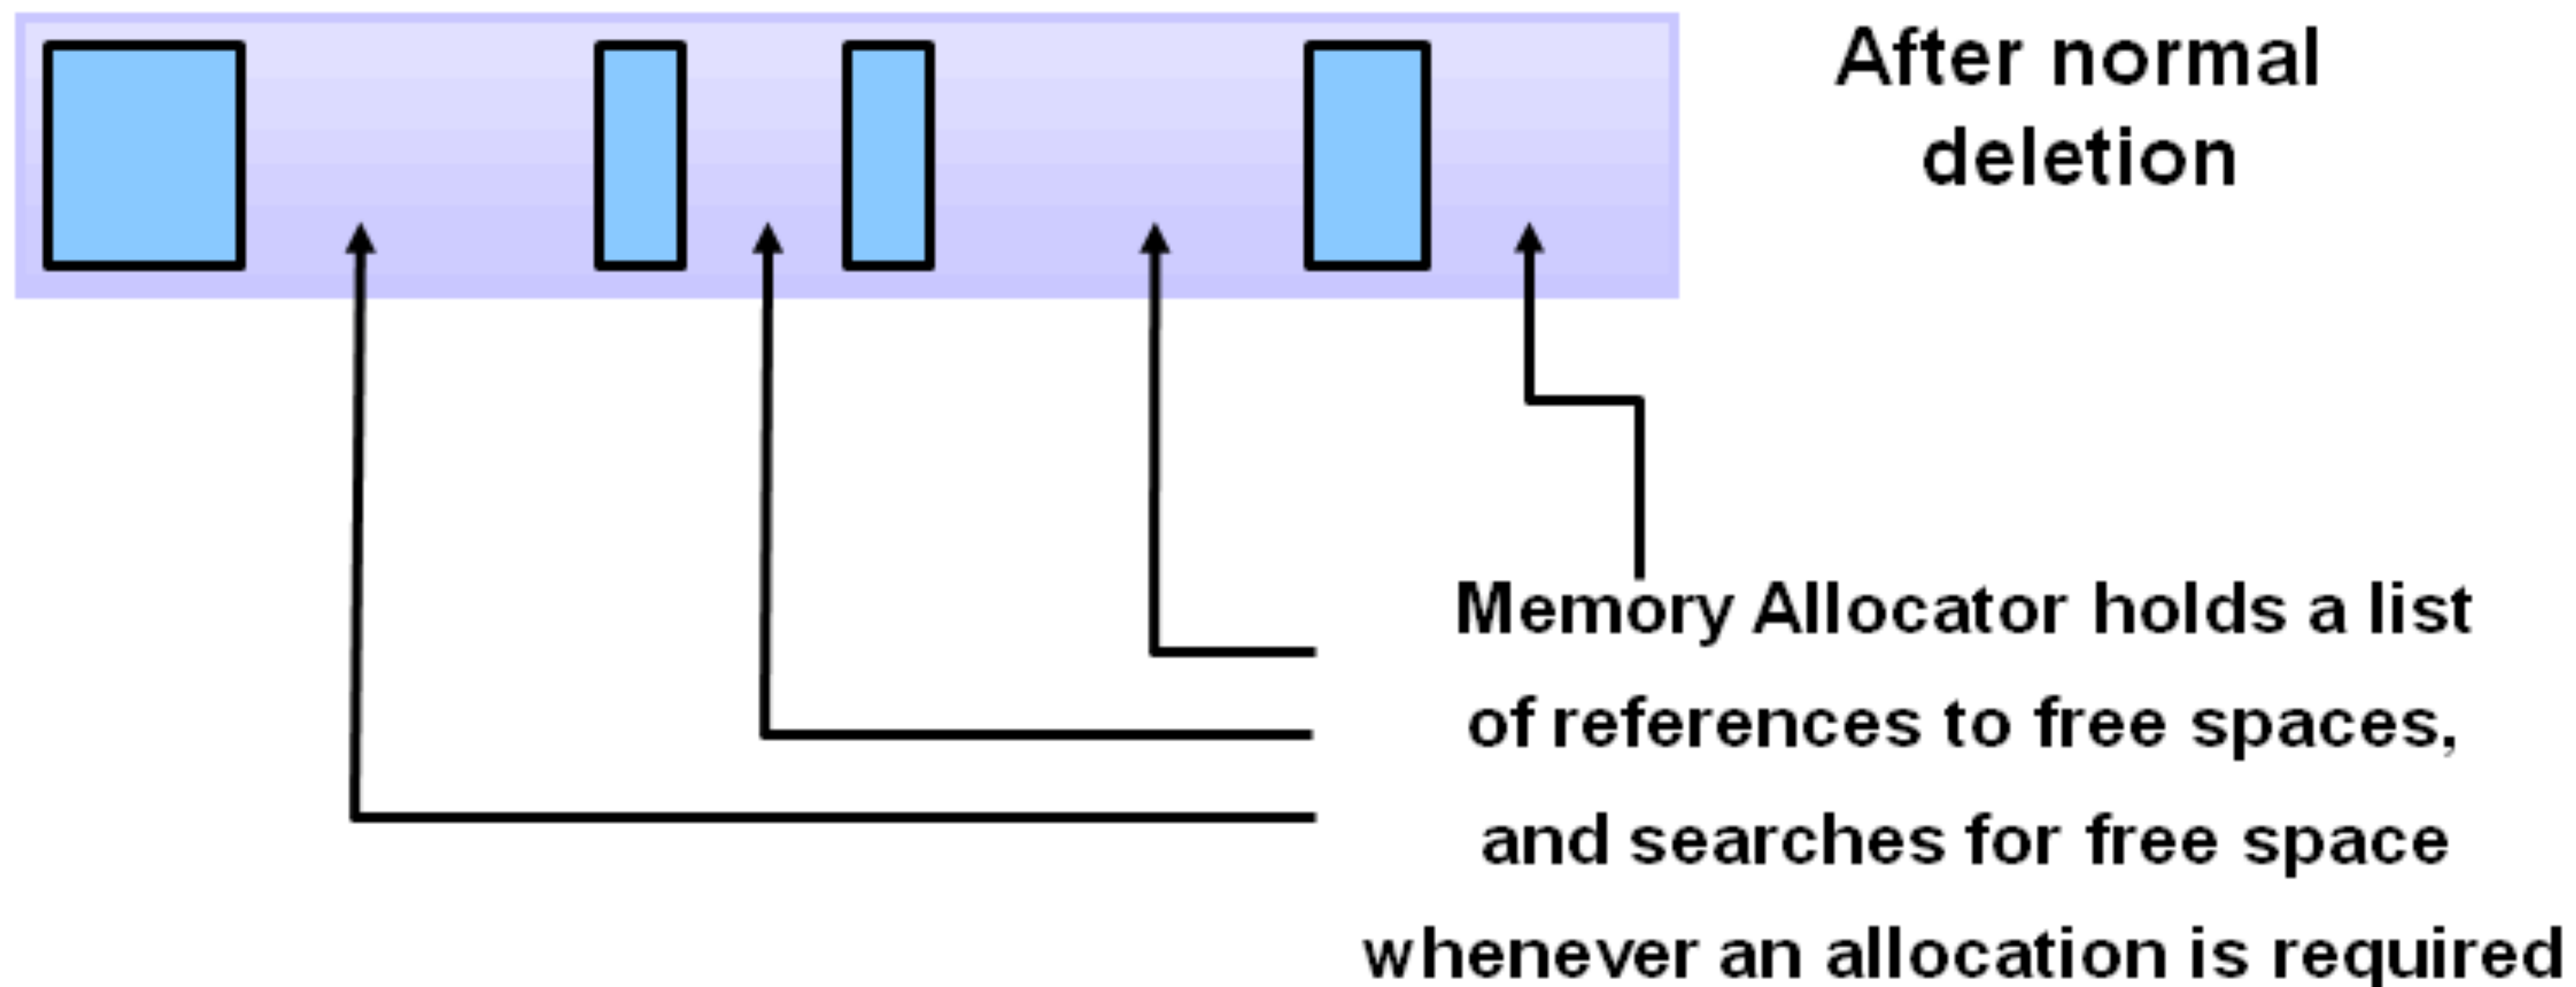 After normal
deletion
Memory Allocator holds a list
of references to free spaces,
and searches for free space
whenever an allocation is required